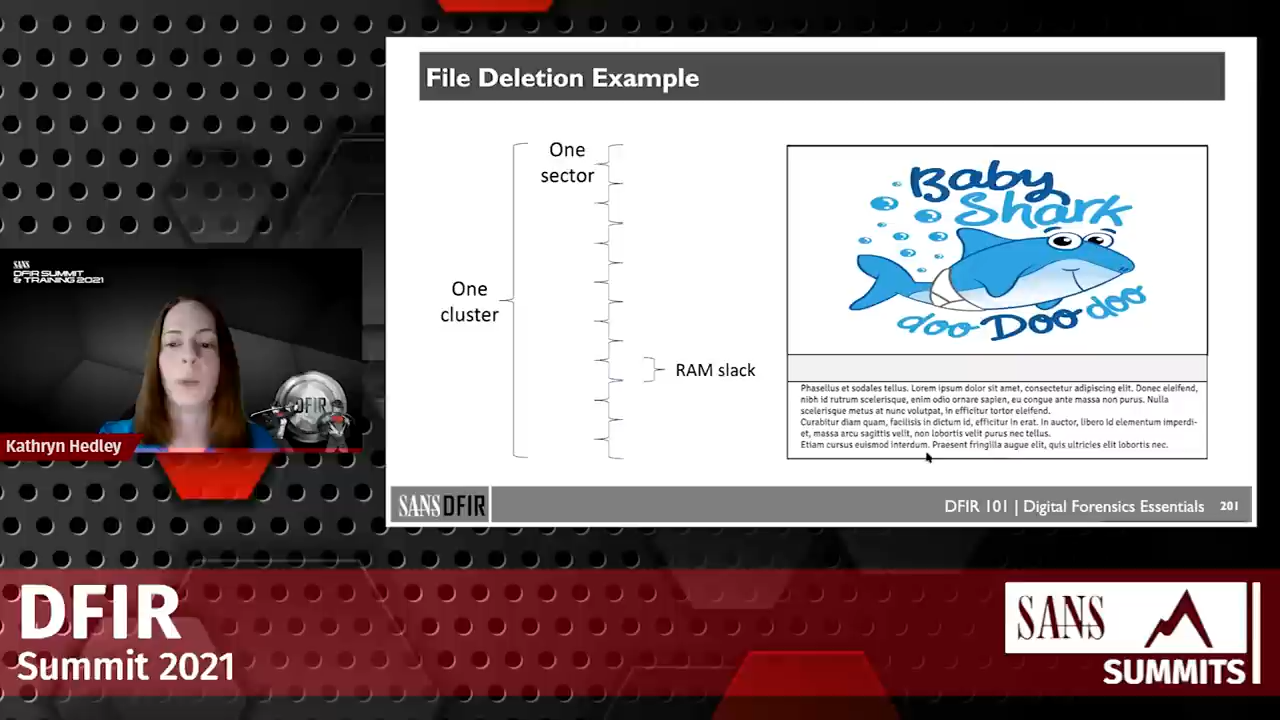 File Deletion Example
One
sector
One
cluster
RAM slack
Baby
Shark
doo Doo doo
Phasellus et sodales tellus. Lorem ipsum dolor sit amet, consectetur adipiscing elit. Donec eleifend,
nibh id rutrum scelerisque, enim odio ornare sapien, eu congue ante massa non purus. Nulla
scelerisque metus at nunc volutpat, in efficitur tortor eleifend.
Curabitur diam quam, facilisis in dictum id, efficitur in erat. In auctor, libero id elementum imperdi-
et, massa arcu sagittis velit, non lobortis velit purus nec tellus.
Etiam cursus euismod interdum. Praesent fringilla augue elit, quis ultricies elit lobortis nec.
SANS DFIR
DFIR 101 | Digital Forensics Essentials 201
SANS
DFIR SUMMIT
& TRAINING 2021
DFIR
Kathryn Hedley
DFIR
Summit 2021
SANS
SUMMITS